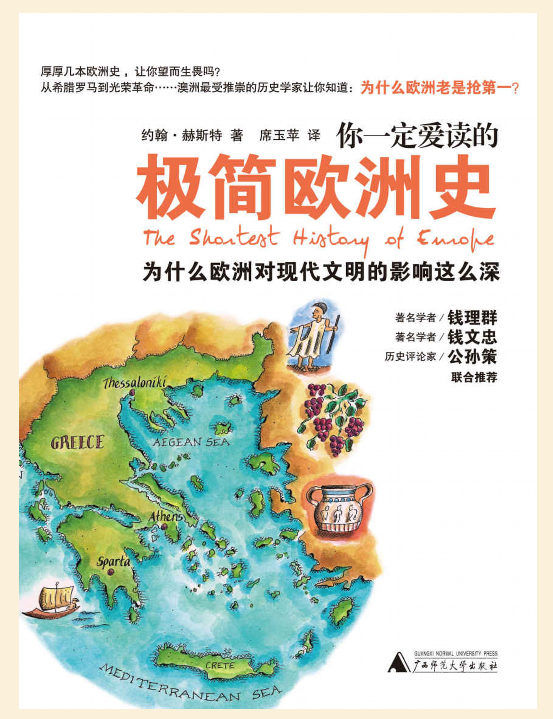 厚厚几本欧洲史，让你望而生畏吗？
从希腊罗马到光荣革命……澳洲最受推崇的历史学家让你知道：为什么欧洲老是抢第一？
约翰·赫斯特 著 席玉苹 译 你一定爱读的
极简欧洲史
The Shortest History of Europe
为什么欧洲对现代文明的影响这么深
著名学者/钱理群
著名学者/钱文忠
历史评论家/公孙策
联合推荐
Thessaloniki
GREECE
AEGEAN SEA
Athens
Sparta
CRETE
MEDITERRANEAN SEA
GUANGXI NORMAL UNIVERSITY PRESS
广西师范大学出版社